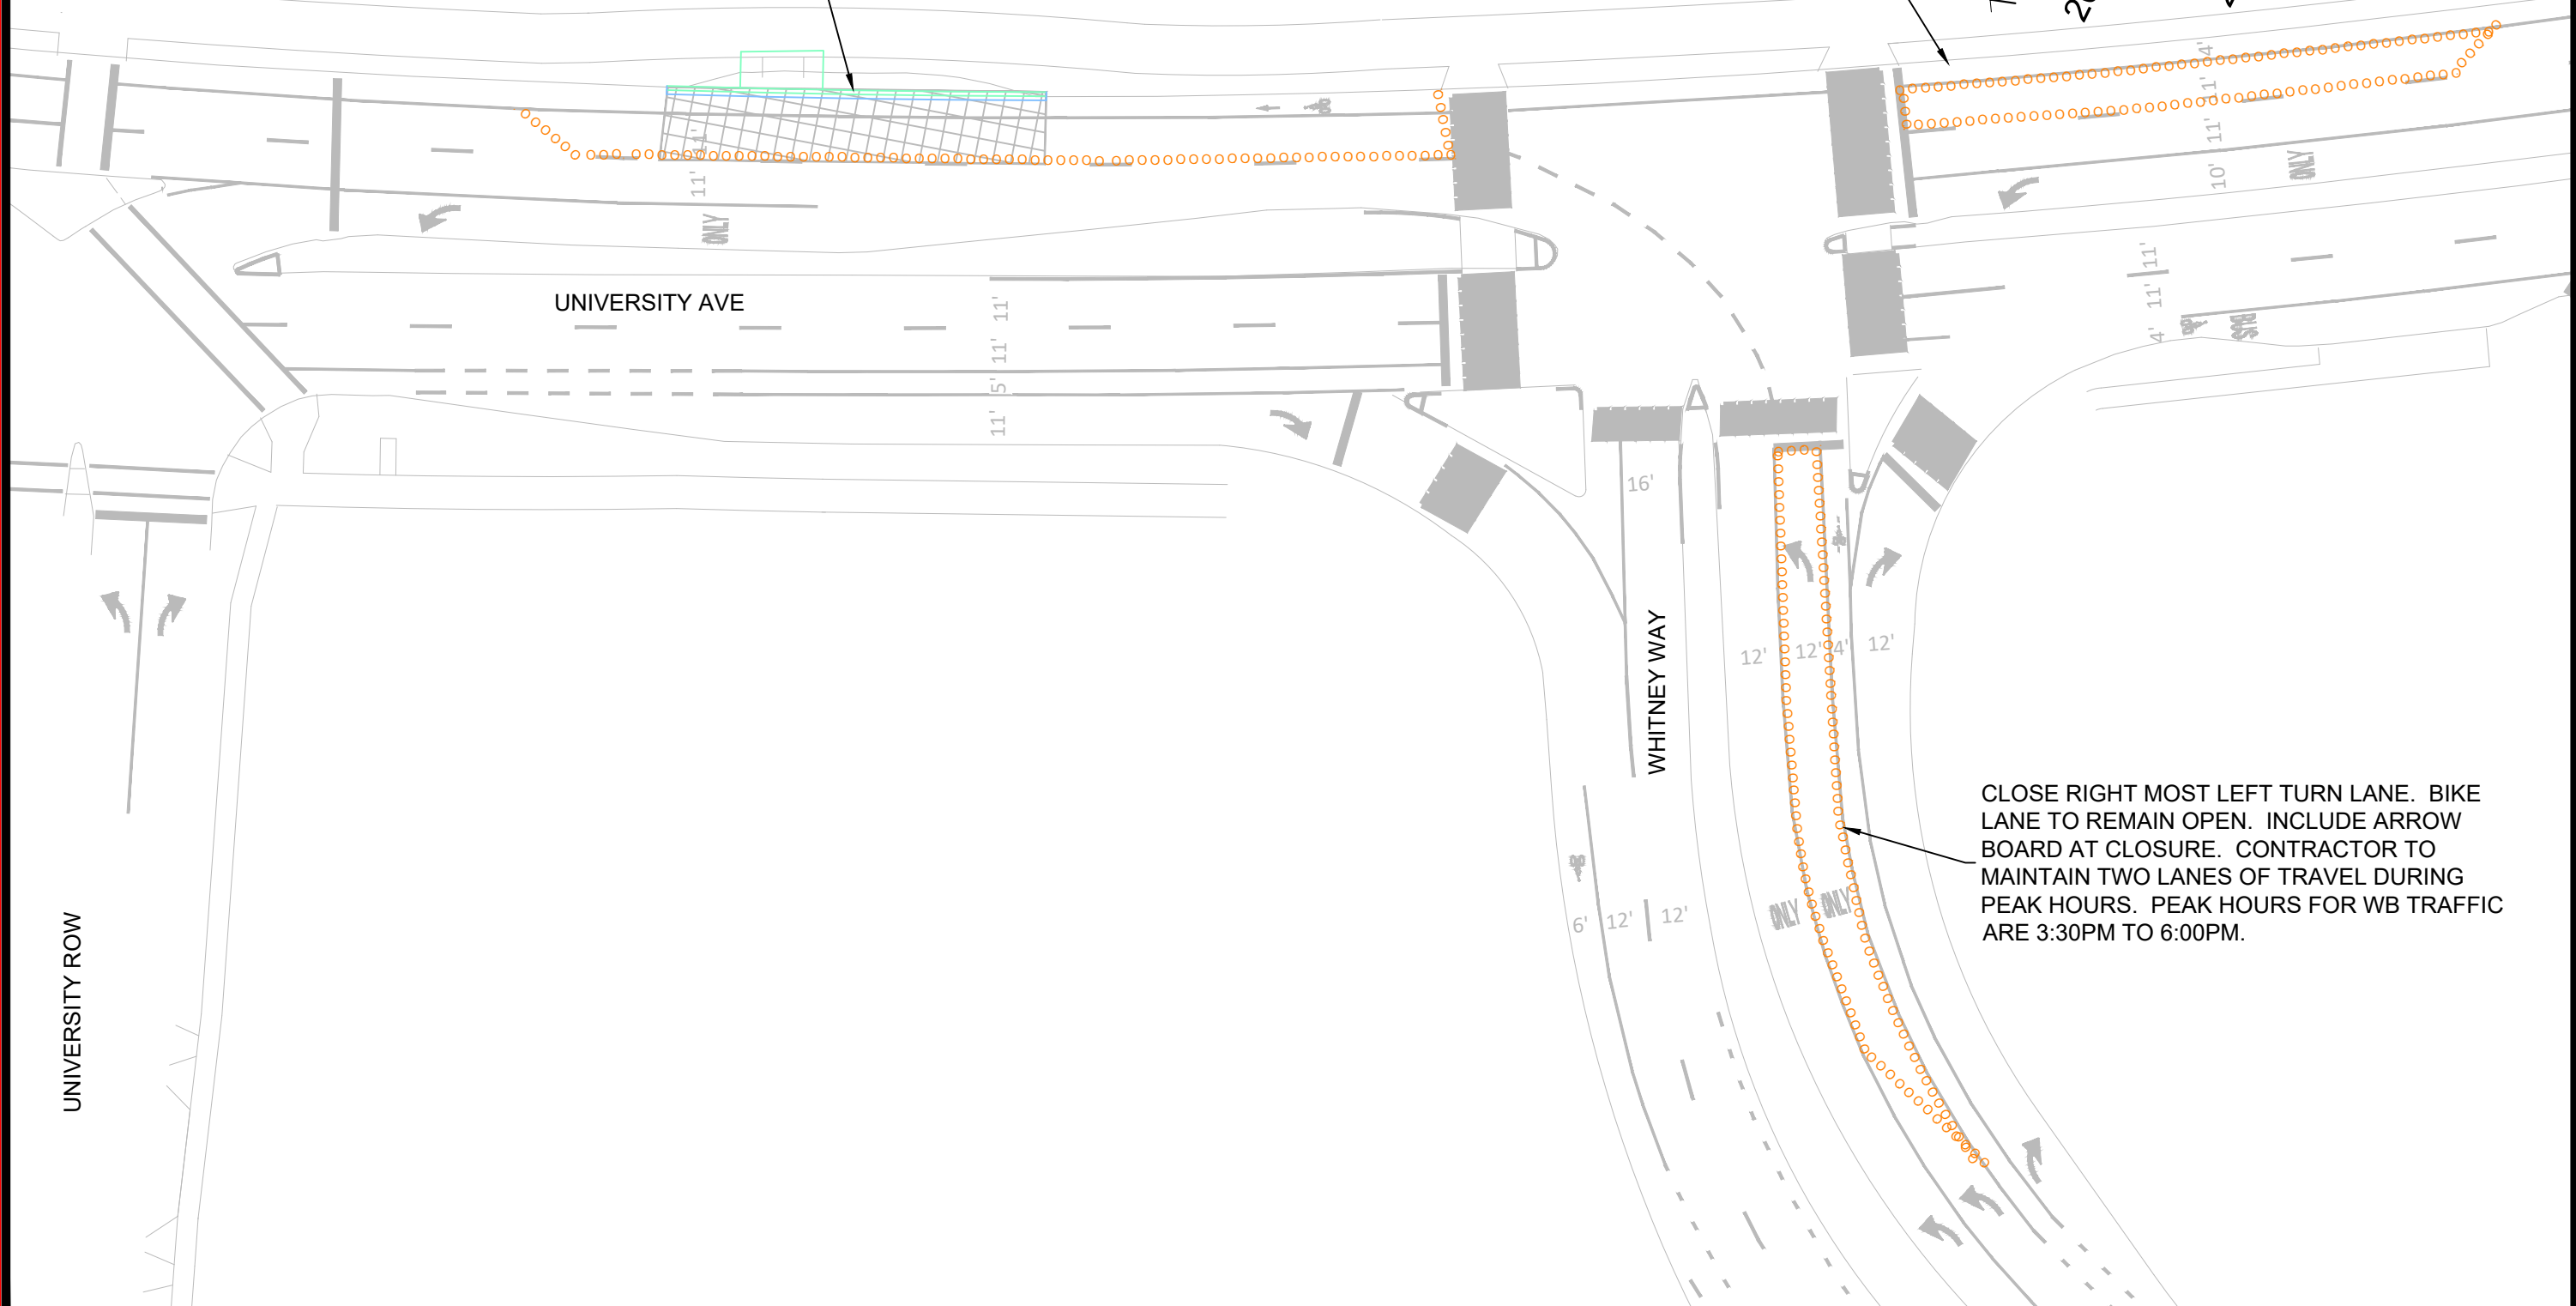 4'
11'
11'
10'
ONLY
11'
11'
ONLY
UNIVERSITY AVE
11'
11'
5'
11'
11'
11'
4'
BUS
16'
12'
12'
4'
12'
WHITNEY WAY
CLOSE RIGHT MOST LEFT TURN LANE. BIKE
LANE TO REMAIN OPEN. INCLUDE ARROW
BOARD AT CLOSURE. CONTRACTOR TO
MAINTAIN TWO LANES OF TRAVEL DURING
PEAK HOURS. PEAK HOURS FOR WB TRAFFIC
ARE 3:30PM TO 6:00PM.
ONLY
ONLY
6'
12'
12'
UNIVERSITY ROW